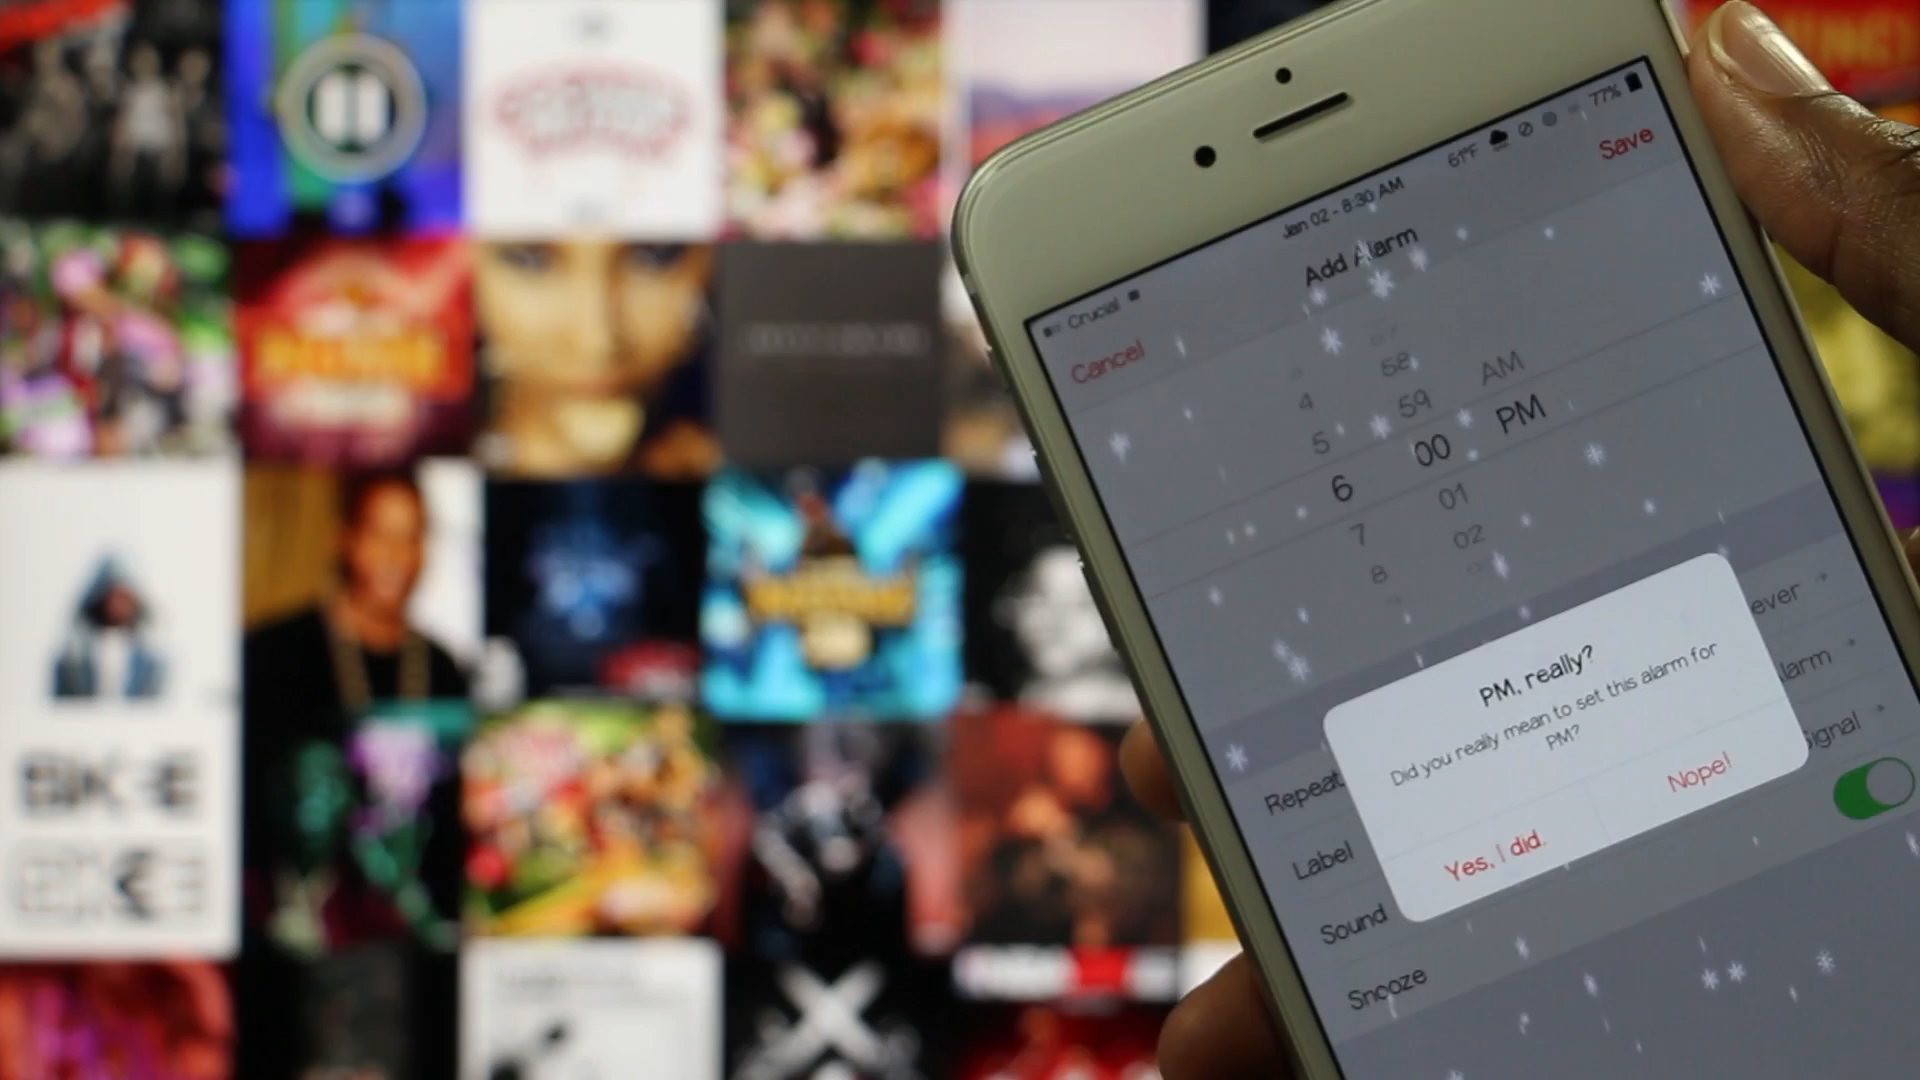 Crucial
Jan 02 - 8:30 AM
61°F
77%
Cancel
Add Alarm
Save
4 58 AM
5 59 PM
6 00
7 01
8 02
PM, really?
Did you really mean to set this alarm for
PM?
Yes, I did.
Nope!
Repeat
ever
Label
larm
Sound
Signal
Snooze